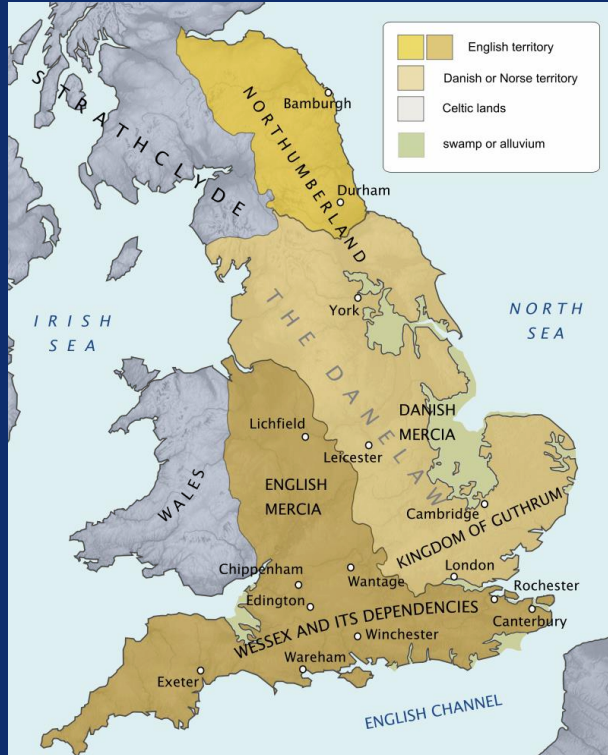 English territory
Danish or Norse territory
Celtic lands
swamp or alluvium
STRATHCLYDE
Bamburgh
NORTHUMBERLAND
Durham
York
IRISH
SEA
NORTH
SEA
THE DANELAW
DANISH
MERCIA
Lichfield
Leicester
ENGLISH
MERCIA
WALES
Cambridge
KINGDOM OF GUTHRUM
Chippenham
Wantage
London
Edington
Rochester
WESSEX AND ITS DEPENDENCIES
Canterbury
Winchester
Wareham
Exeter
ENGLISH CHANNEL